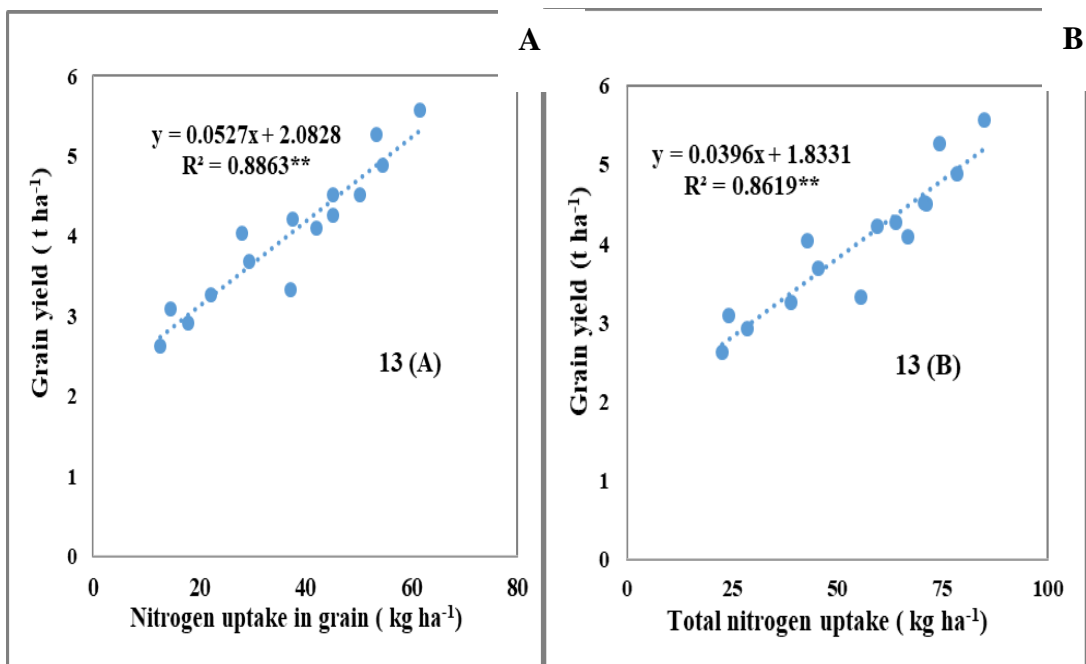 A
6
5
4
3
2
1
0
Grain yield ( t ha⁻¹)
y = 0.0527x + 2.0828
R² = 0.8863**
13 (A)
0 20 40 60 80
Nitrogen uptake in grain ( kg ha⁻¹)
B
6
5
4
3
2
1
0
Grain yield (t ha⁻¹)
y = 0.0396x + 1.8331
R² = 0.8619**
13 (B)
0 25 50 75 100
Total nitrogen uptake ( kg ha⁻¹)